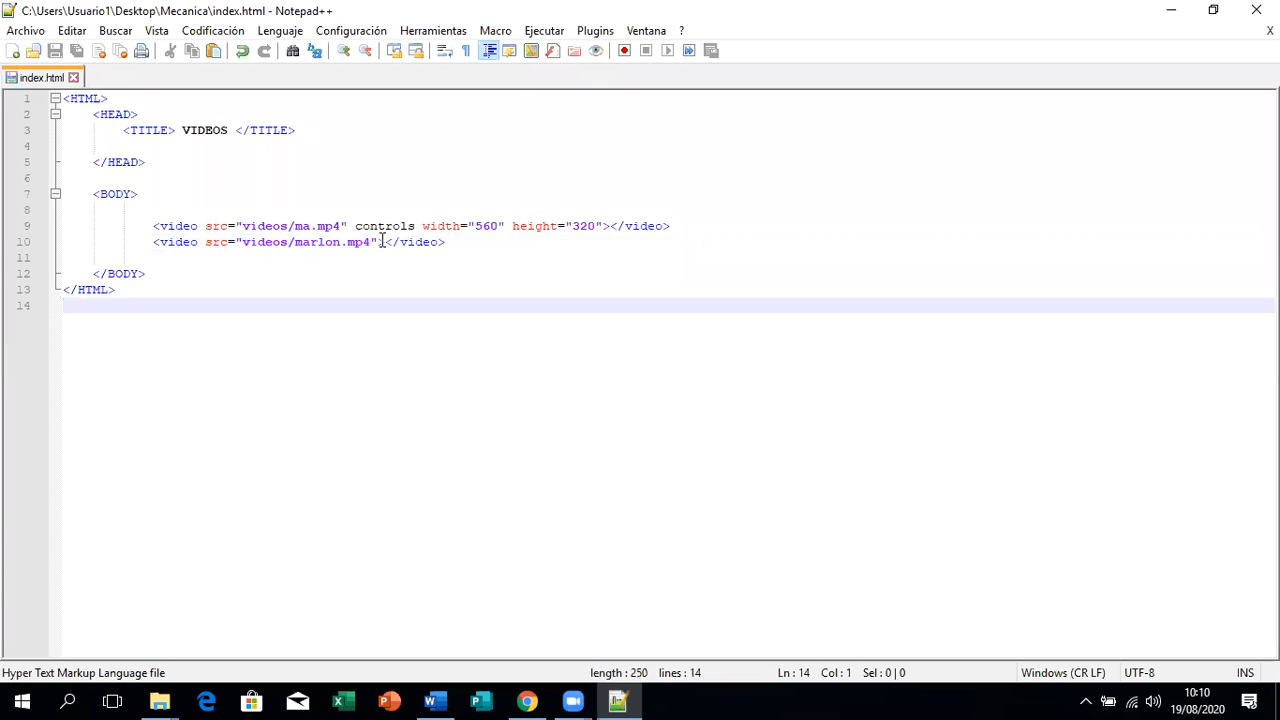 C:\Users\Usuario1\Desktop\Mecanica\index.html - Notepad++
Archivo Editar Buscar Vista Codificación Lenguaje Configuración Herramientas Macro Ejecutar Plugins Ventana ? X
index.html
1 <HTML>
2 <HEAD>
3 <TITLE> VIDEOS </TITLE>
4
5 </HEAD>
6
7 <BODY>
8
9 <video src="videos/ma.mp4" controls width="560" height="320"></video>
10 <video src="videos/marlon.mp4"></video>
11
12 </BODY>
13 </HTML>
14
Hyper Text Markup Language file length : 250 lines : 14 Ln : 14 Col : 1 Sel : 0 | 0 Windows (CR LF) UTF-8 INS
10:10
19/08/2020